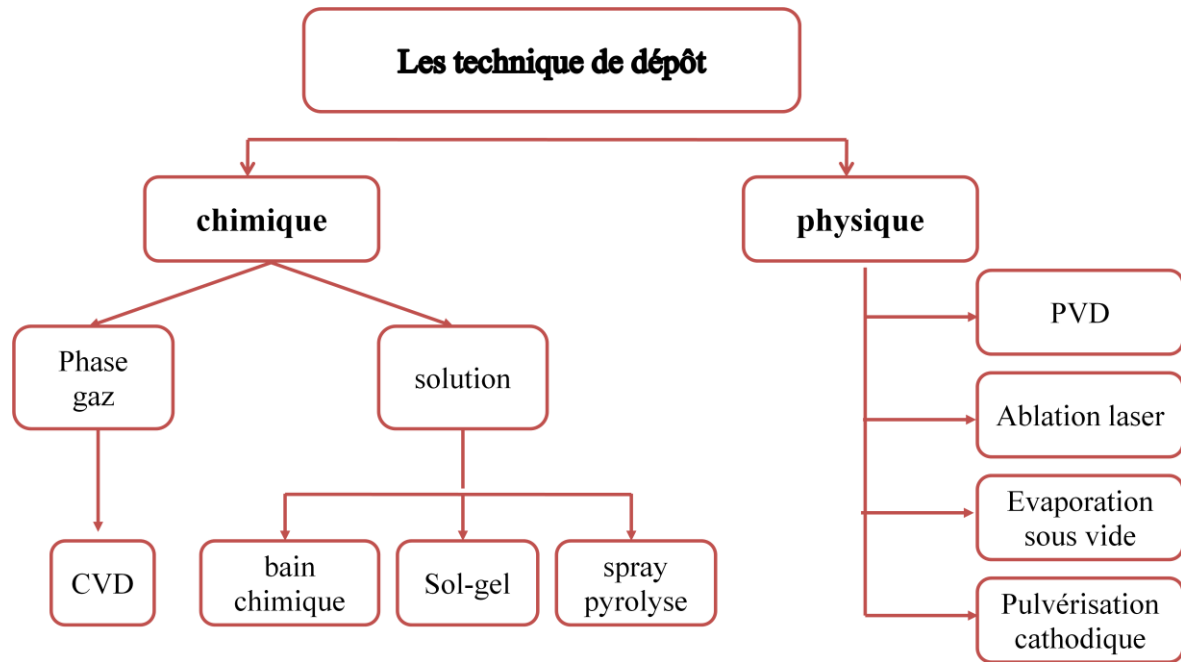 Les technique de dépôt
chimique
physique
Phase
gaz
solution
CVD
bain
chimique
Sol-gel
spray
pyrolyse
PVD
Ablation laser
Evaporation
sous vide
Pulvérisation
cathodique